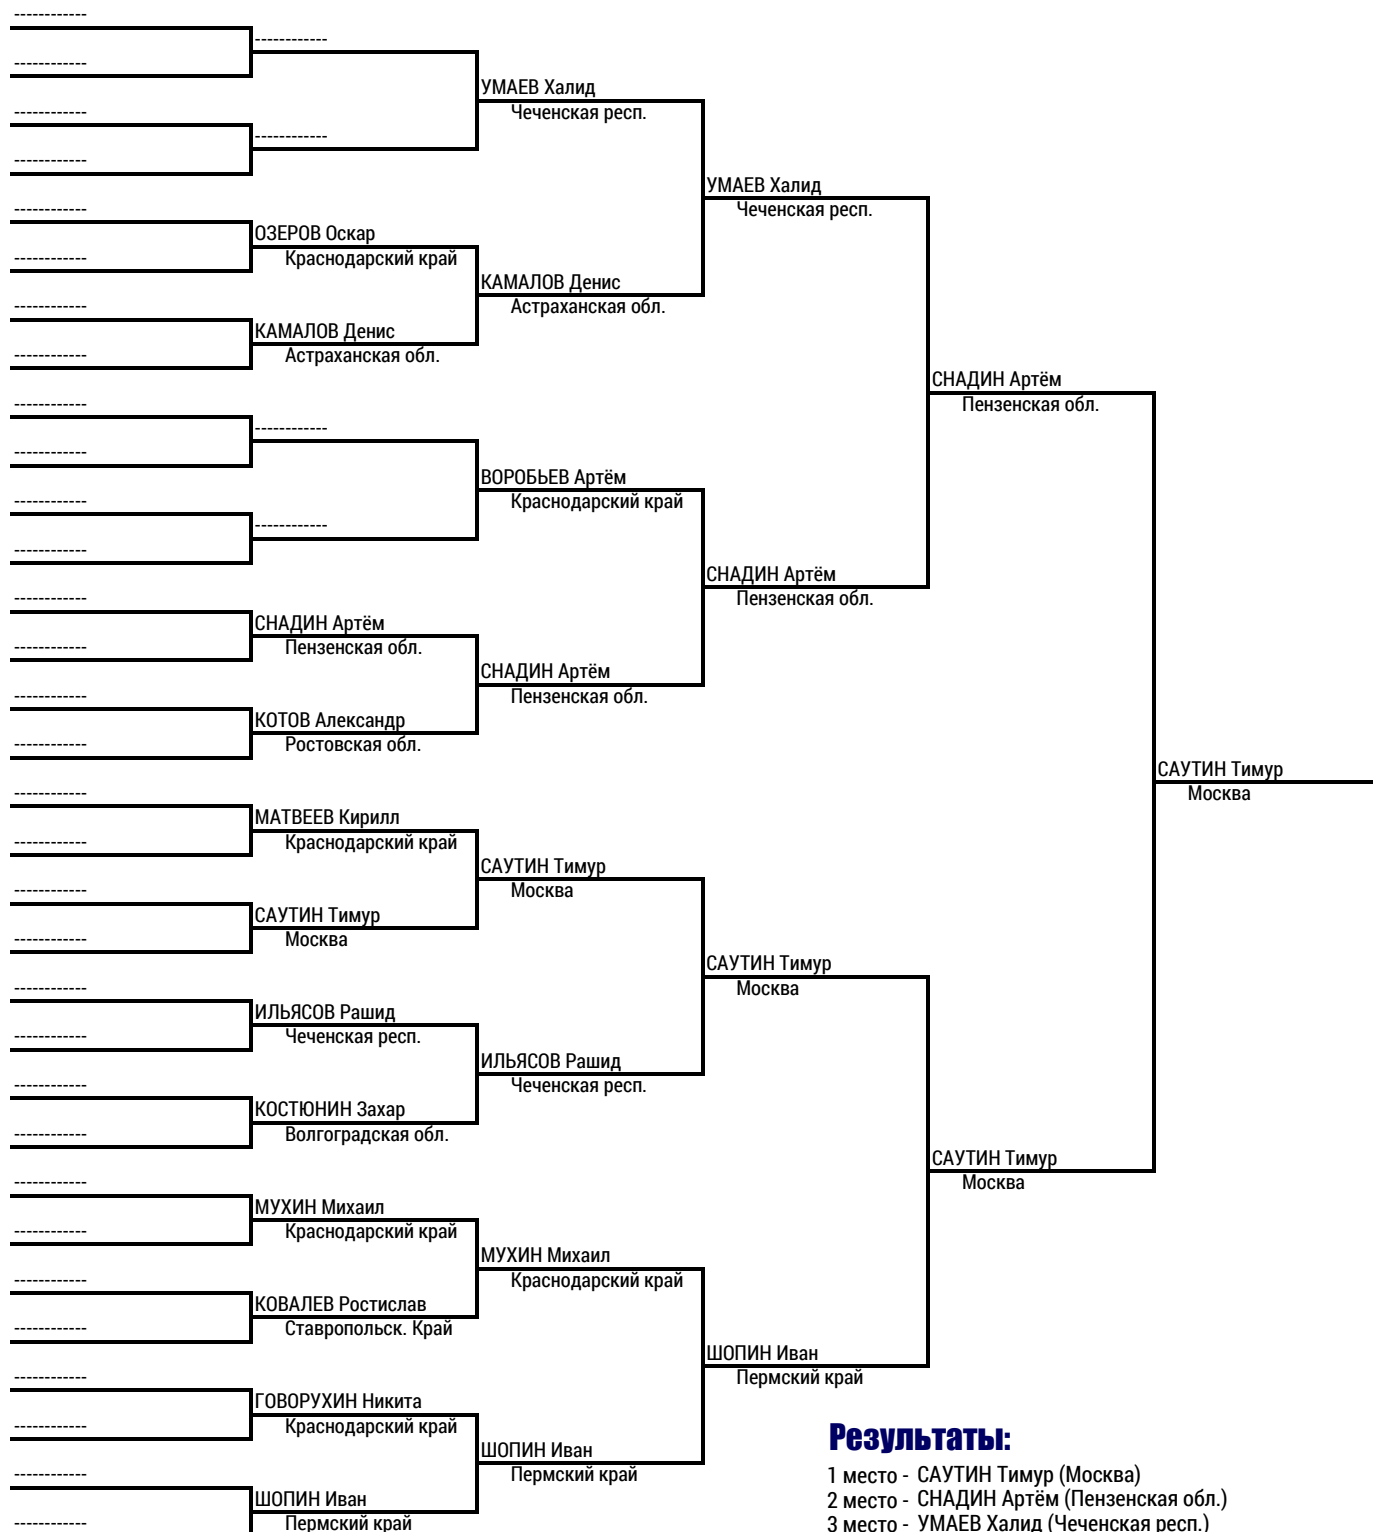 ------------
------------
------------
------------
УМАЕВ Халид
------------
Чеченская респ.
------------
------------
УМАЕВ Халид
------------
Чеченская респ.
ОЗЕРОВ Оскар
------------
Краснодарский край
КАМАЛОВ Денис
------------
Астраханская обл.
КАМАЛОВ Денис
------------
Астраханская обл.
СНАДИН Артём
------------
Пензенская обл.
------------
------------
ВОРОБЬЕВ Артём
------------
Краснодарский край
------------
------------
СНАДИН Артём
------------
Пензенская обл.
СНАДИН Артём
------------
Пензенская обл.
СНАДИН Артём
------------
Пензенская обл.
КОТОВ Александр
------------
Ростовская обл.
САУТИН Тимур
------------
Москва
МАТВЕЕВ Кирилл
------------
Краснодарский край
САУТИН Тимур
------------
Москва
САУТИН Тимур
------------
Москва
САУТИН Тимур
------------
Москва
ИЛЬЯСОВ Рашид
------------
Чеченская респ.
ИЛЬЯСОВ Рашид
------------
Чеченская респ.
КОСТЮНИН Захар
------------
Волгоградская обл.
САУТИН Тимур
------------
Москва
МУХИН Михаил
------------
Краснодарский край
МУХИН Михаил
------------
Краснодарский край
КОВАЛЕВ Ростислав
------------
Ставропольск. Край
ШОПИН Иван
------------
Пермский край
ГОВОРУХИН Никита
------------
Краснодарский край
Результаты:
ШОПИН Иван
------------
Пермский край
1 место - САУТИН Тимур (Москва)
ШОПИН Иван
2 место - СНАДИН Артём (Пензенская обл.)
------------
Пермский край
3 место - УМАЕВ Халид (Чеченская респ.)